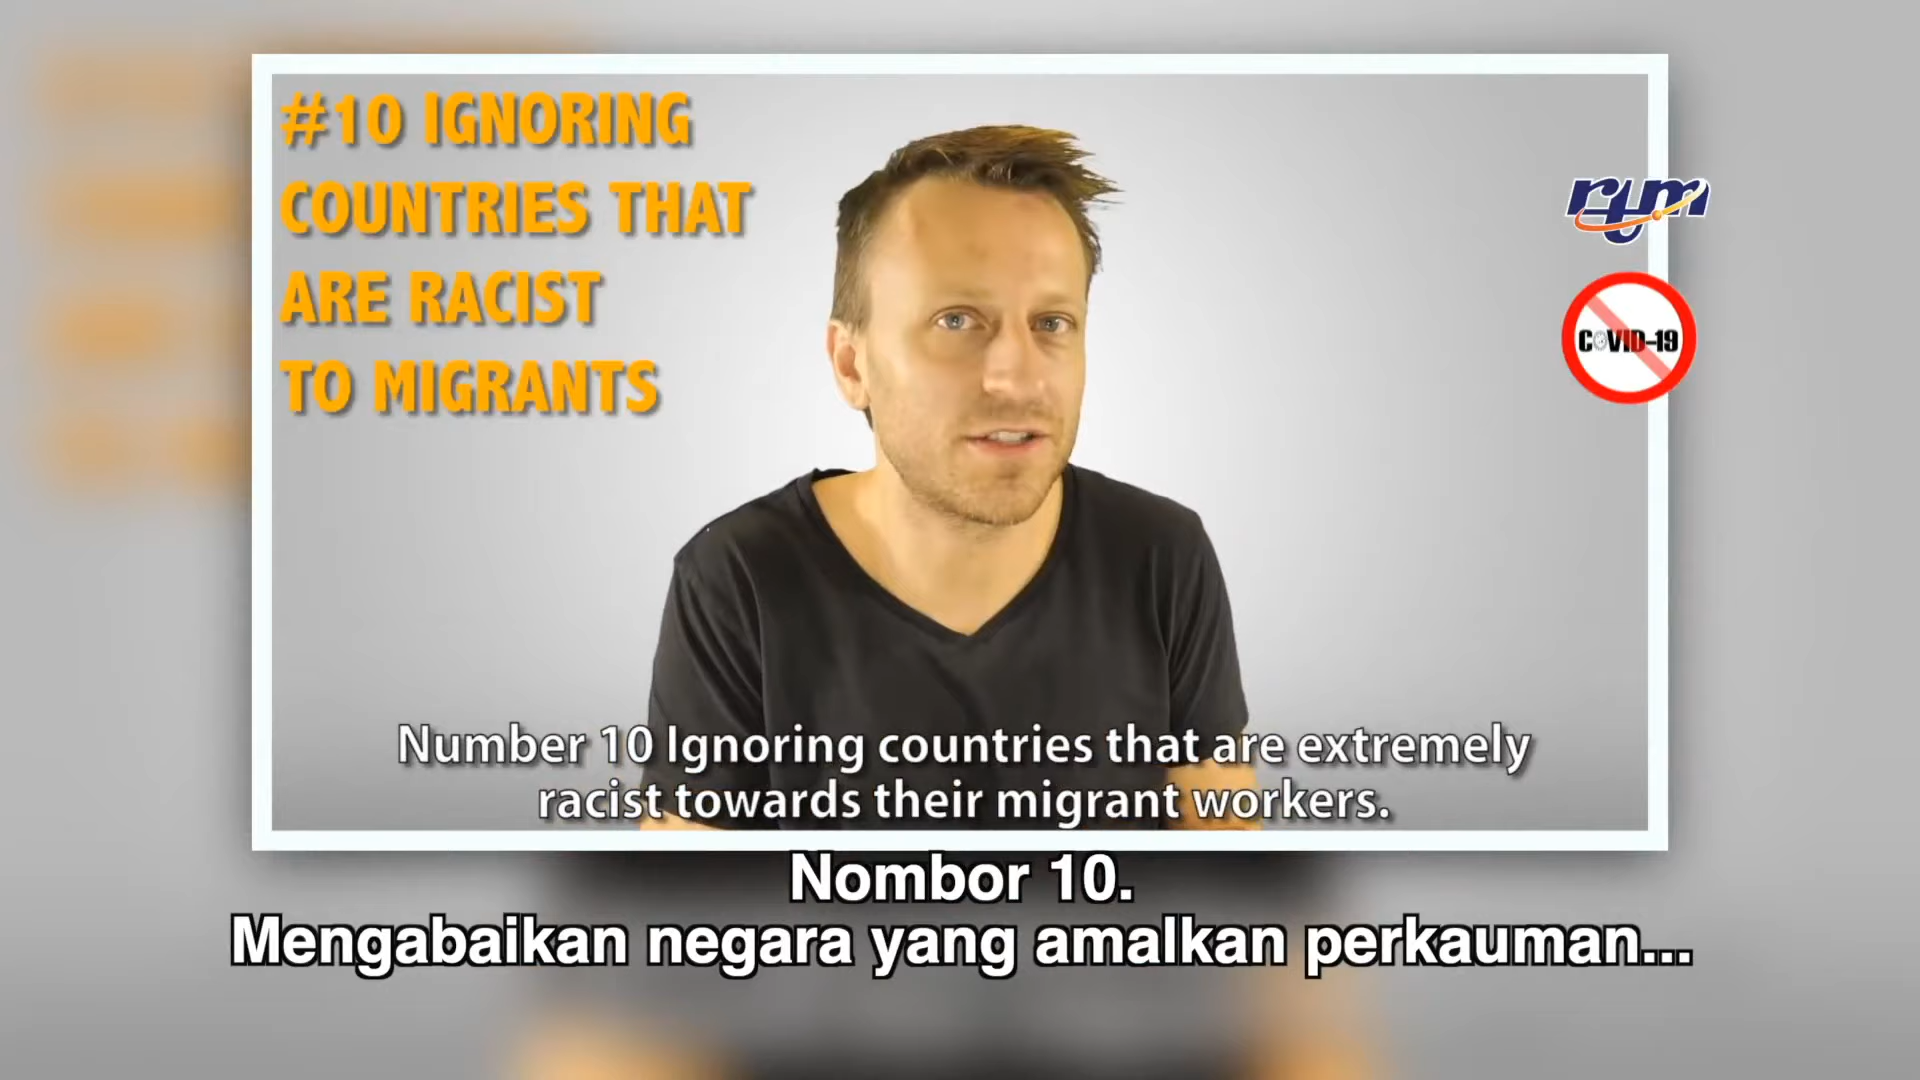 #10 IGNORING
COUNTRIES THAT
ARE RACIST
TO MIGRANTS
rtm
COVID-19
Number 10 Ignoring countries that are extremely
racist towards their migrant workers.
Nombor 10.
Mengabaikan negara yang amalkan perkauman...